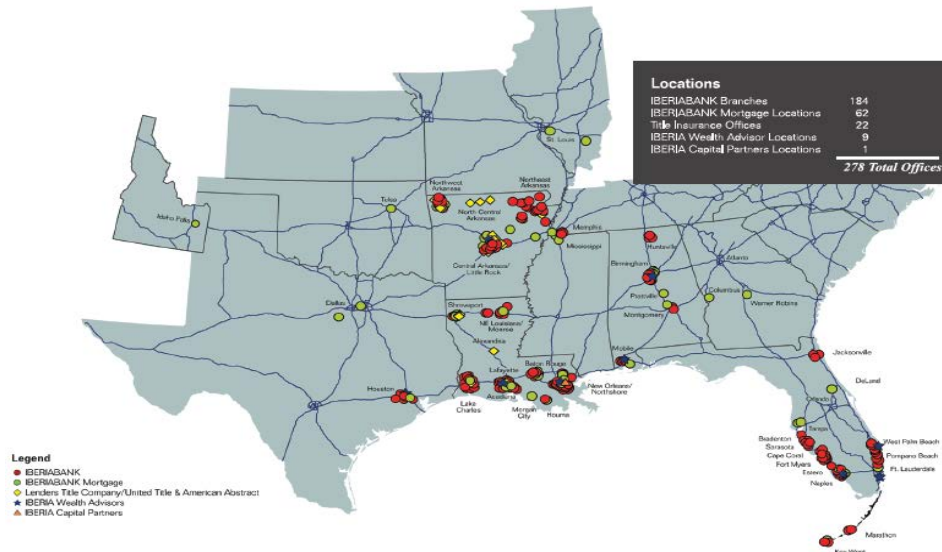 Locations
IBERIABANK Branches 184
IBERIABANK Mortgage Locations 62
Title Insurance Offices 22
IBERIA Wealth Advisor Locations 9
IBERIA Capital Partners Locations 1
278 Total Offices
St. Louis
Northwest
Arkansas
Northeast
Arkansas
Tulsa
North Central
Arkansas
Idaho Falls
Memphis
Mississippi
Huntsville
Central Arkansas/
Little Rock
Birmingham
Atlanta
Dallas
Shreveport
NE Louisiana/
Monroe
Prattville
Montgomery
Columbus
Warner Robins
Alexandria
Mobile
Jacksonville
Houston
Lafayette
Baton Rouge
New Orleans/
Northshore
DeLand
Lake
Charles
Acadiana
Morgan
City
Houma
Orlando
Tampa
Bradenton
Sarasota
Cape Coral
Fort Myers
Estero
Naples
West Palm Beach
Pompano Beach
Ft. Lauderdale
Marathon
Key West
Legend
IBERIABANK
IBERIABANK Mortgage
Lenders Title Company/United Title & American Abstract
IBERIA Wealth Advisors
IBERIA Capital Partners